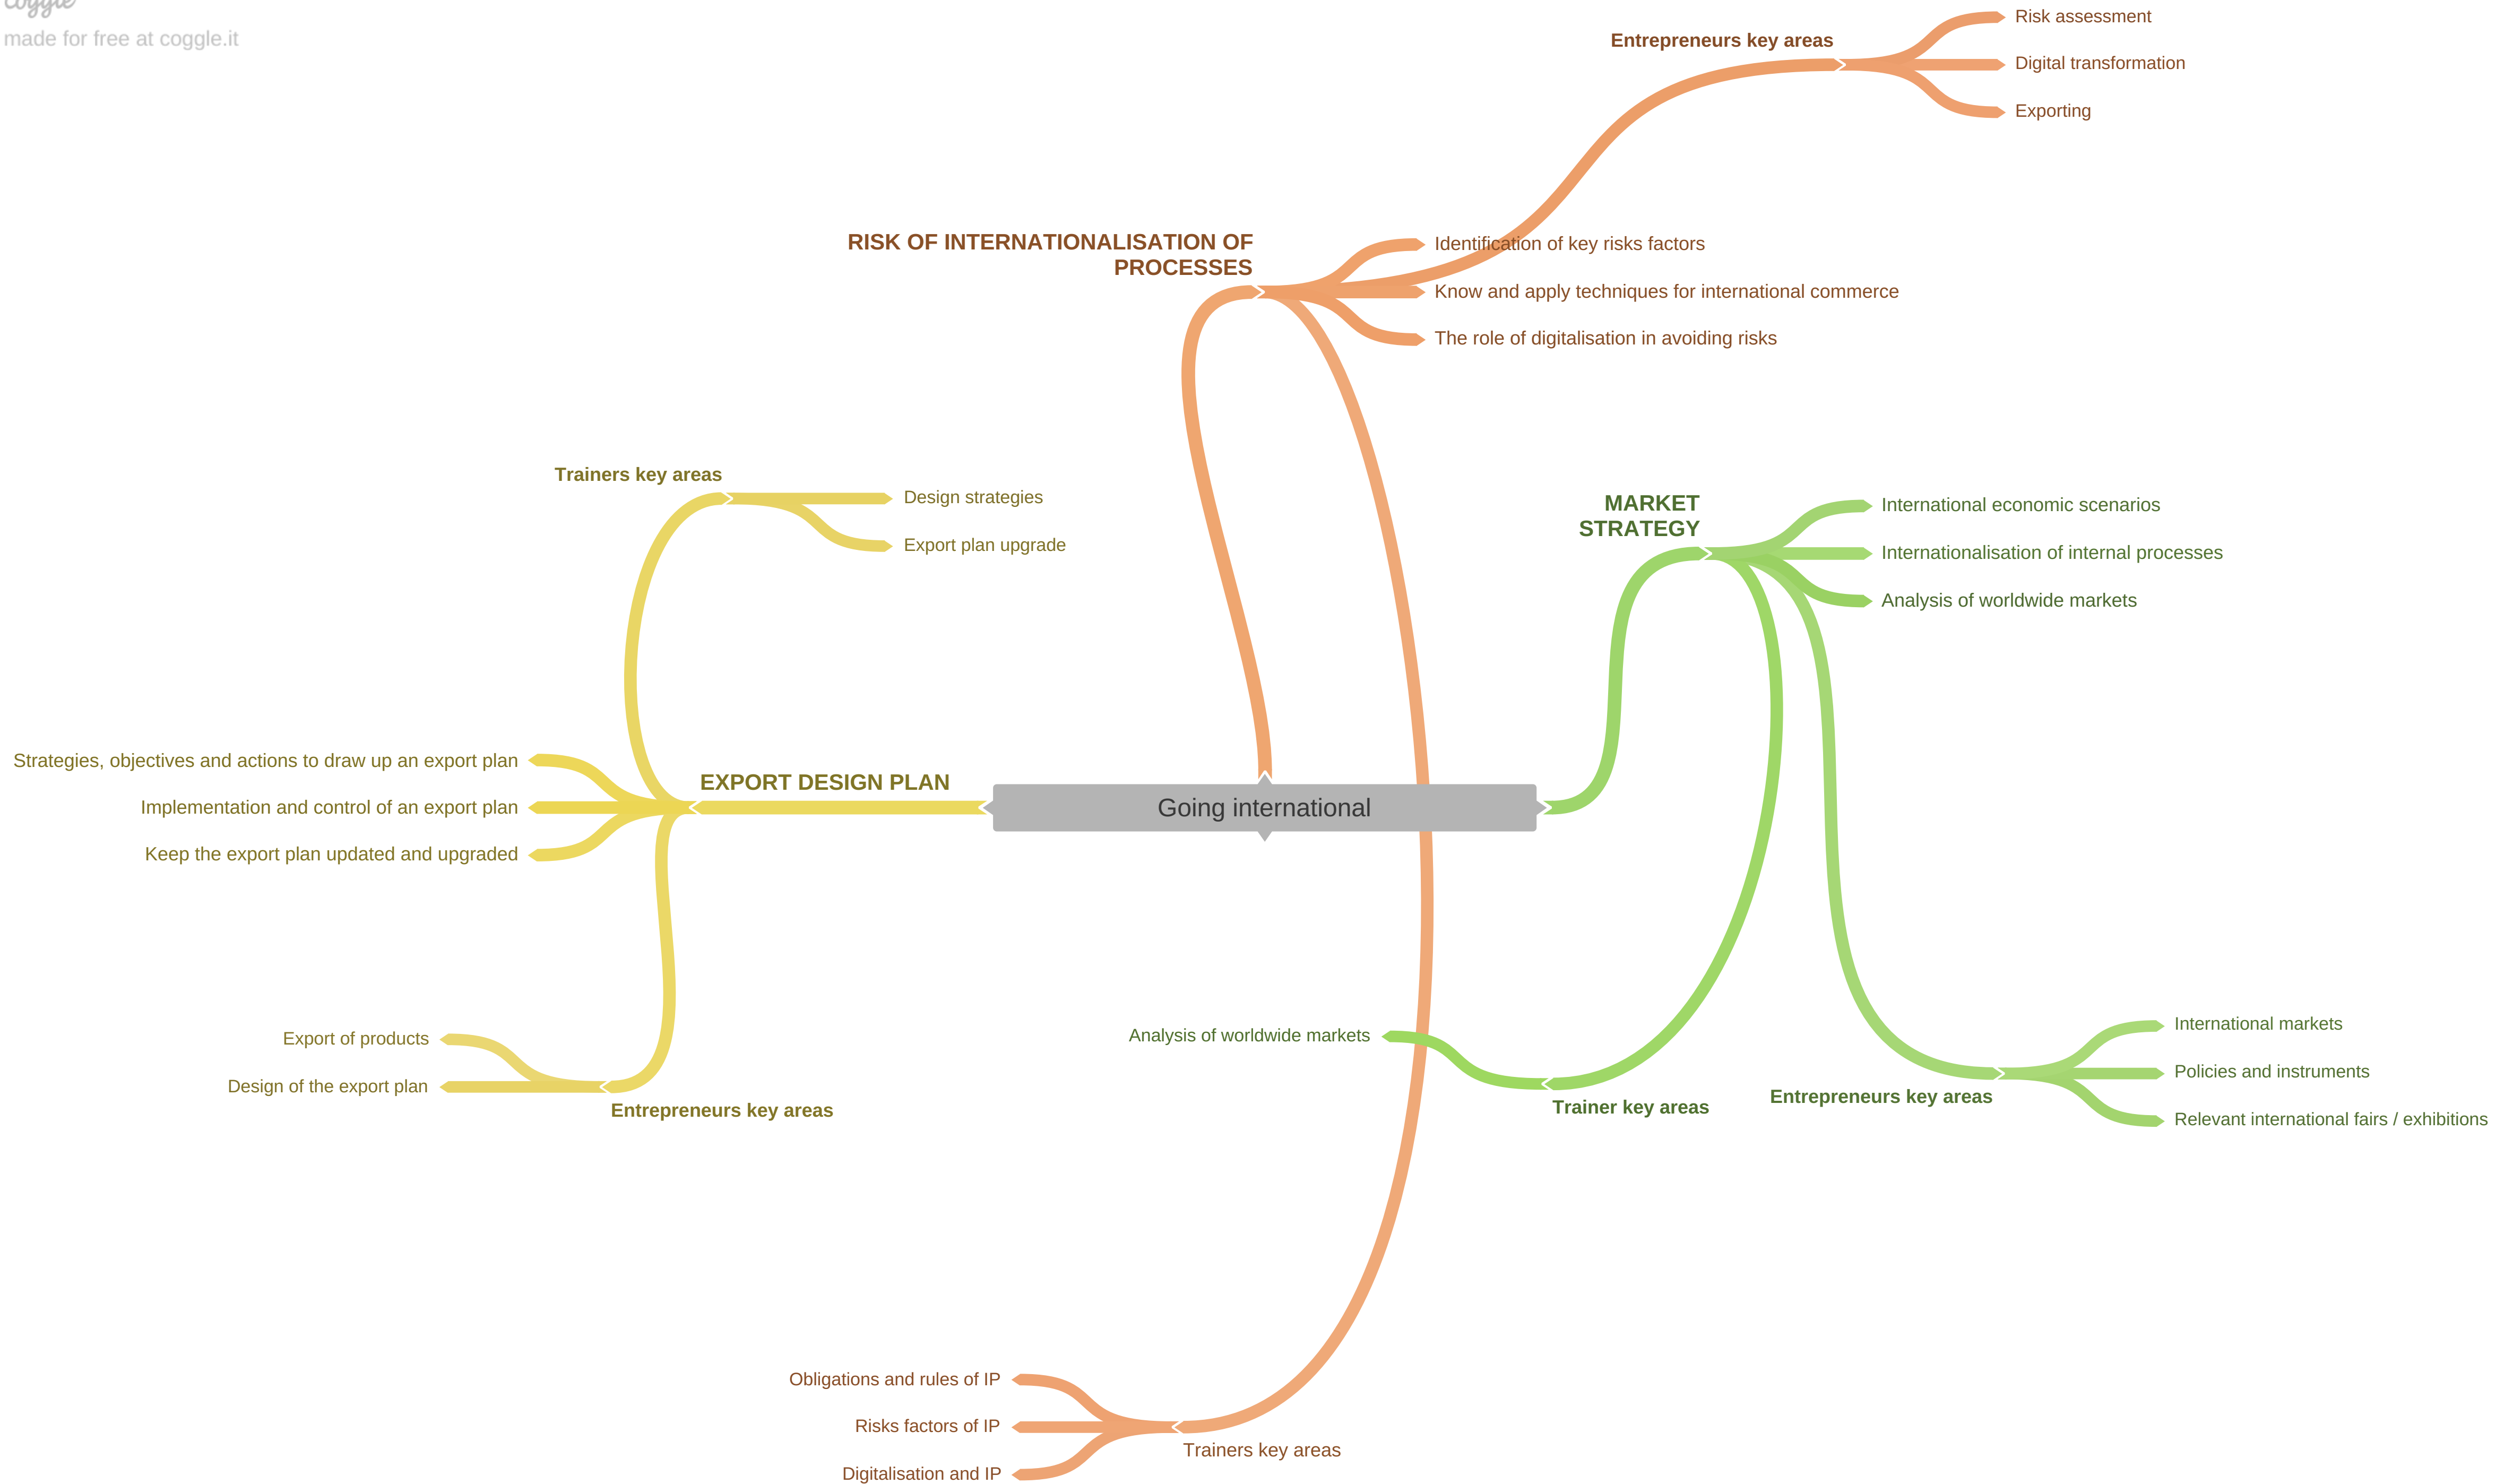 coggle
made for free at coggle.it
Entrepreneurs key areas
Risk assessment
Digital transformation
Exporting
RISK OF INTERNATIONALISATION OF
PROCESSES
Identification of key risks factors
Know and apply techniques for international commerce
The role of digitalisation in avoiding risks
Trainers key areas
Design strategies
Export plan upgrade
MARKET
STRATEGY
International economic scenarios
Internationalisation of internal processes
Analysis of worldwide markets
Strategies, objectives and actions to draw up an export plan
Implementation and control of an export plan
Keep the export plan updated and upgraded
EXPORT DESIGN PLAN
Going international
Export of products
Design of the export plan
Entrepreneurs key areas
Analysis of worldwide markets
Trainer key areas
Entrepreneurs key areas
International markets
Policies and instruments
Relevant international fairs / exhibitions
Obligations and rules of IP
Risks factors of IP
Digitalisation and IP
Trainers key areas